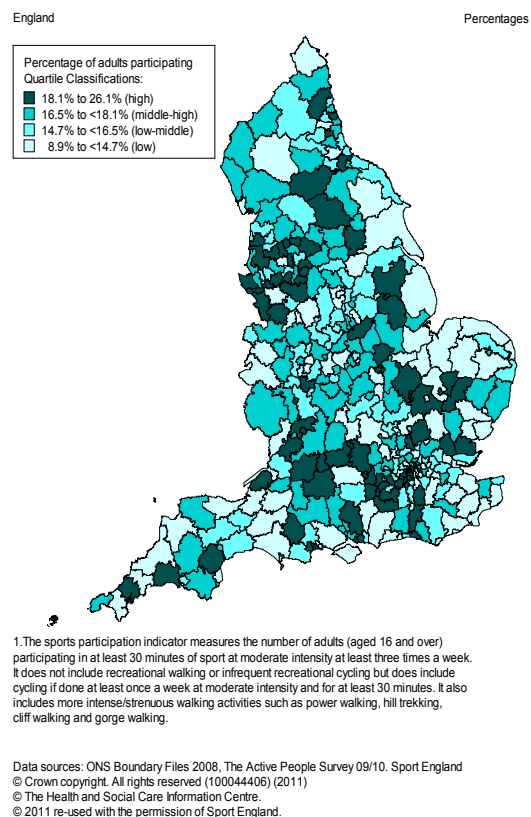 England
Percentages
Percentage of adults participating
Quartile Classifications:
18.1% to 26.1% (high)
16.5% to <18.1% (middle-high)
14.7% to <16.5% (low-middle)
8.9% to <14.7% (low)
1.The sports participation indicator measures the number of adults (aged 16 and over)
participating in at least 30 minutes of sport at moderate intensity at least three times a week.
It does not include recreational walking or infrequent recreational cycling but does include
cycling if done at least once a week at moderate intensity and for at least 30 minutes. It also
includes more intense/strenuous walking activities such as power walking, hill trekking,
cliff walking and gorge walking.
Data sources: ONS Boundary Files 2008, The Active People Survey 09/10. Sport England
© Crown copyright. All rights reserved (100044406) (2011)
© The Health and Social Care Information Centre.
© 2011 re-used with the permission of Sport England.